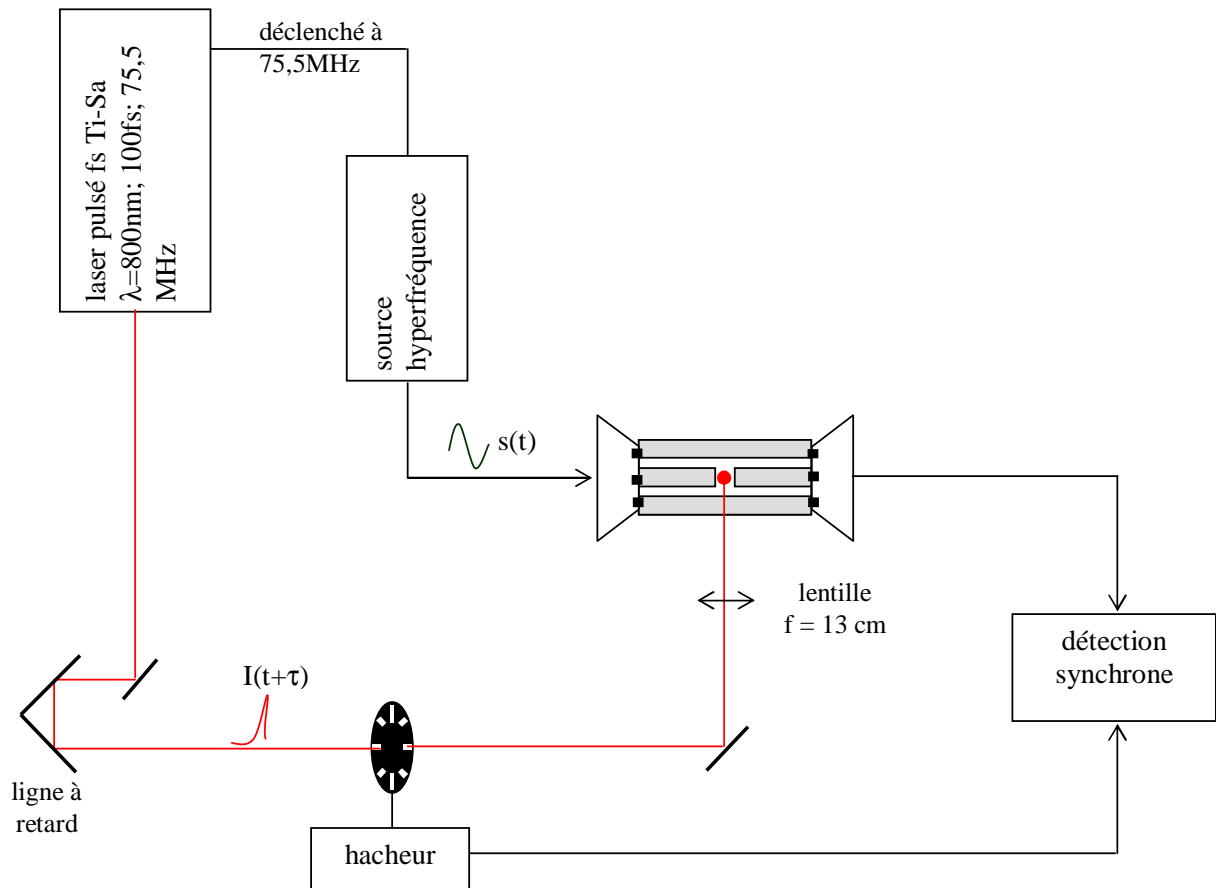 déclenché à
75,5MHz
laser pulsé fs Ti-Sa
λ=800nm; 100fs; 75,5
MHz
source
hyperfréquence
s(t)
lentille
f = 13 cm
détection
synchrone
I(t+τ)
ligne à
retard
hacheur